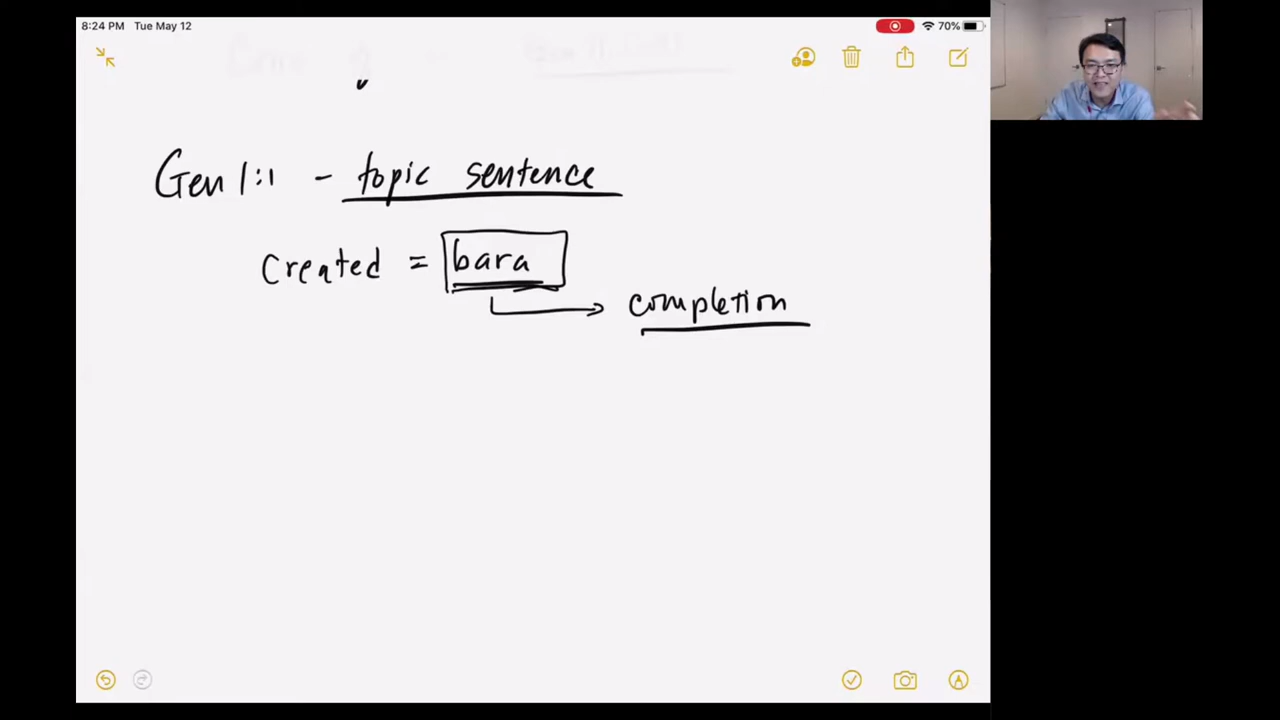 8:24 PM Tue May 12 70%
Gen 1:1 - topic sentence
Created = bara
completion